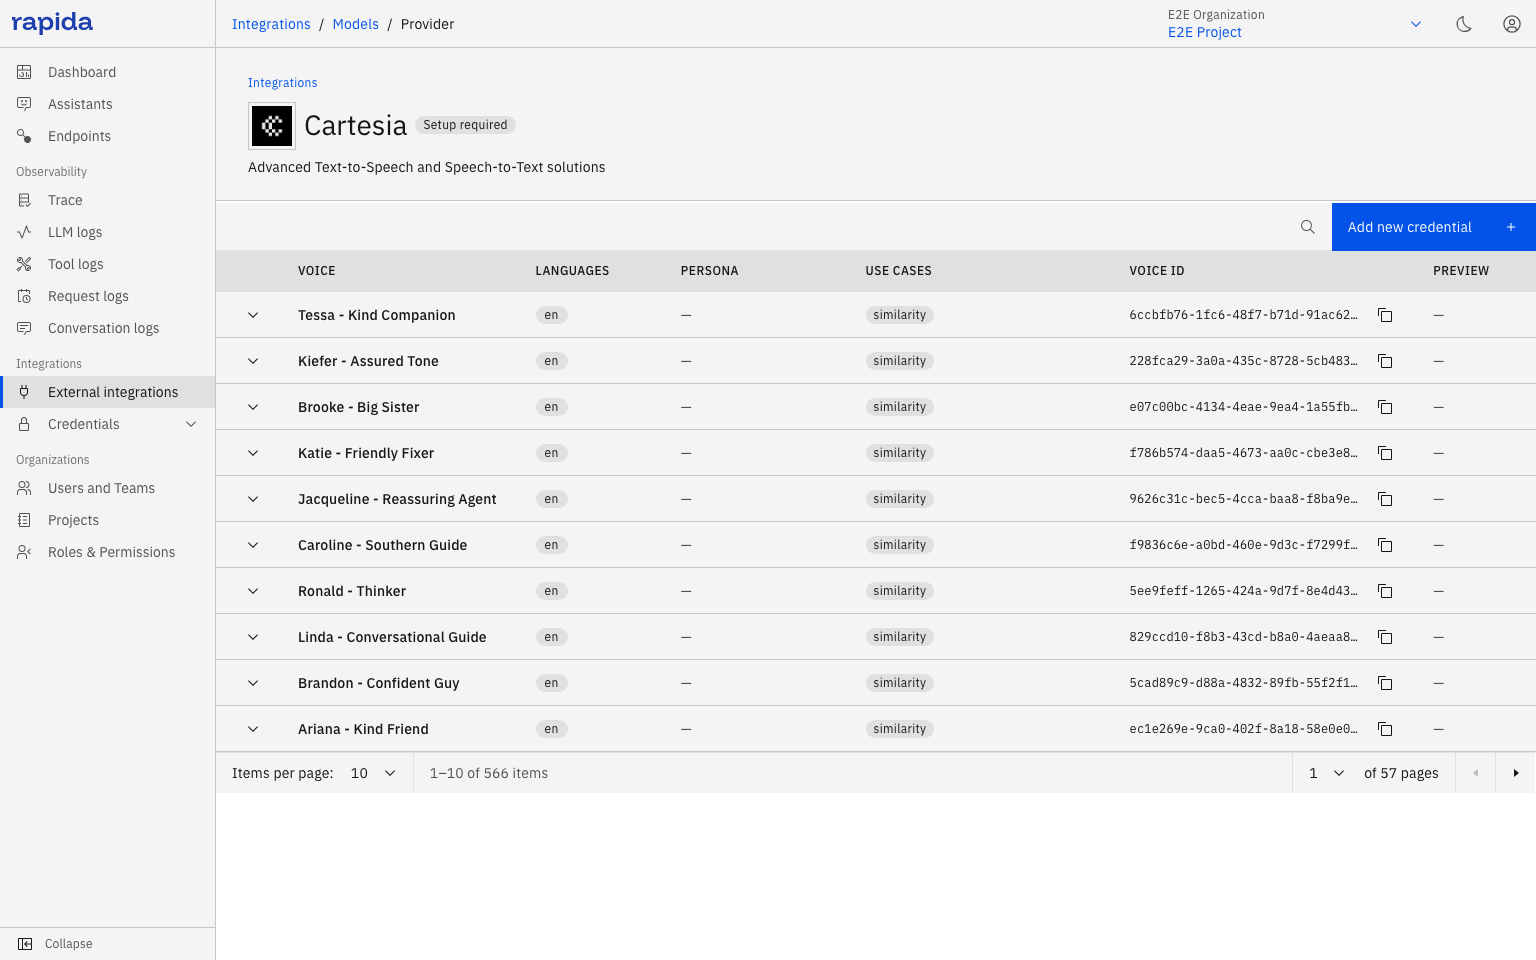 rapida
Integrations / Models / Provider
E2E Organization
E2E Project
Dashboard
Assistants
Endpoints
Observability
Trace
LLM logs
Tool logs
Request logs
Conversation logs
Integrations
External integrations
Credentials
Organizations
Users and Teams
Projects
Roles & Permissions
Collapse
Integrations
Cartesia Setup required
Advanced Text-to-Speech and Speech-to-Text solutions
Add new credential +
VOICE LANGUAGES PERSONA USE CASES VOICE ID PREVIEW
Tessa - Kind Companion en — similarity 6ccbfb76-1fc6-48f7-b71d-91ac62… —
Kiefer - Assured Tone en — similarity 228fca29-3a0a-435c-8728-5cb483… —
Brooke - Big Sister en — similarity e07c00bc-4134-4eae-9ea4-1a55fb… —
Katie - Friendly Fixer en — similarity f786b574-daa5-4673-aa0c-cbe3e8… —
Jacqueline - Reassuring Agent en — similarity 9626c31c-bec5-4cca-baa8-f8ba9e… —
Caroline - Southern Guide en — similarity f9836c6e-a0bd-460e-9d3c-f7299f… —
Ronald - Thinker en — similarity 5ee9feff-1265-424a-9d7f-8e4d43… —
Linda - Conversational Guide en — similarity 829ccd10-f8b3-43cd-b8a0-4aeaa8… —
Brandon - Confident Guy en — similarity 5cad89c9-d88a-4832-89fb-55f2f1… —
Ariana - Kind Friend en — similarity ec1e269e-9ca0-402f-8a18-58e0e0… —
Items per page: 10 1–10 of 566 items 1 of 57 pages